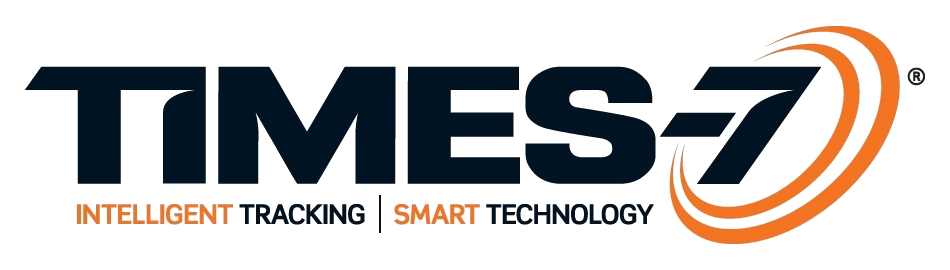 TIMES-7®
INTELLIGENT TRACKING | SMART TECHNOLOGY